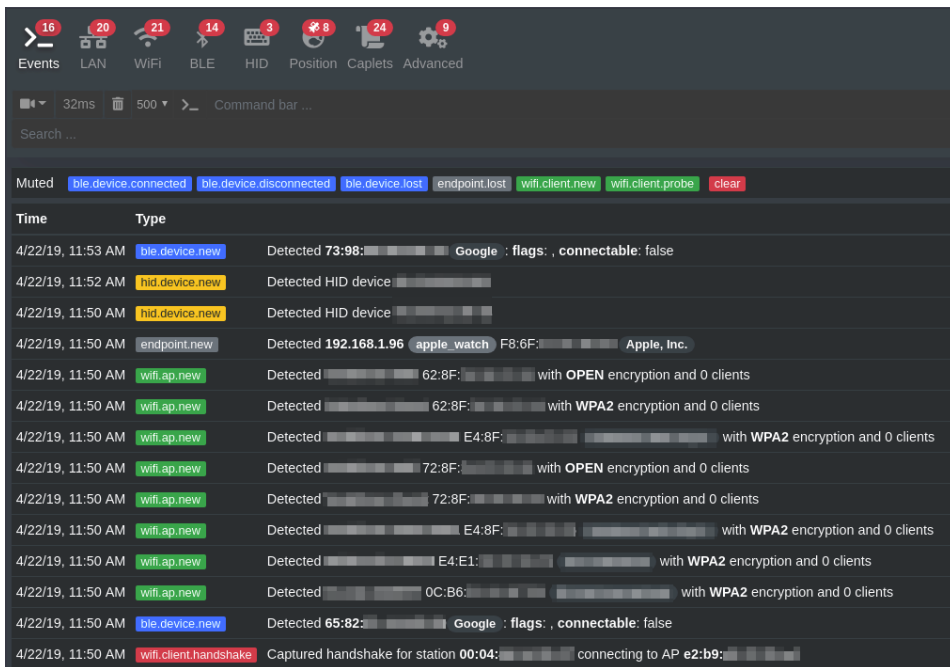 16 20 21 14 3 8 24 9
Events LAN WiFi BLE HID Position Caplets Advanced
32ms 500 Command bar ...
Search ...
Muted ble.device.connected ble.device.disconnected ble.device.lost endpoint.lost wifi.client.new wifi.client.probe clear
Time Type
4/22/19, 11:53 AM ble.device.new Detected 73:98: Google : flags: , connectable: false
4/22/19, 11:52 AM hid.device.new Detected HID device
4/22/19, 11:50 AM hid.device.new Detected HID device
4/22/19, 11:50 AM endpoint.new Detected 192.168.1.96 apple_watch F8:6F: Apple, Inc.
4/22/19, 11:50 AM wifi.ap.new Detected 62:8F: with OPEN encryption and 0 clients
4/22/19, 11:50 AM wifi.ap.new Detected 62:8F: with WPA2 encryption and 0 clients
4/22/19, 11:50 AM wifi.ap.new Detected E4:8F: with WPA2 encryption and 0 clients
4/22/19, 11:50 AM wifi.ap.new Detected 72:8F: with OPEN encryption and 0 clients
4/22/19, 11:50 AM wifi.ap.new Detected 72:8F: with WPA2 encryption and 0 clients
4/22/19, 11:50 AM wifi.ap.new Detected E4:8F: with WPA2 encryption and 0 clients
4/22/19, 11:50 AM wifi.ap.new Detected E4:E1: with WPA2 encryption and 0 clients
4/22/19, 11:50 AM wifi.ap.new Detected 0C:B6: with WPA2 encryption and 0 clients
4/22/19, 11:50 AM ble.device.new Detected 65:82: Google : flags: , connectable: false
4/22/19, 11:50 AM wifi.client.handshake Captured handshake for station 00:04: connecting to AP e2:b9: